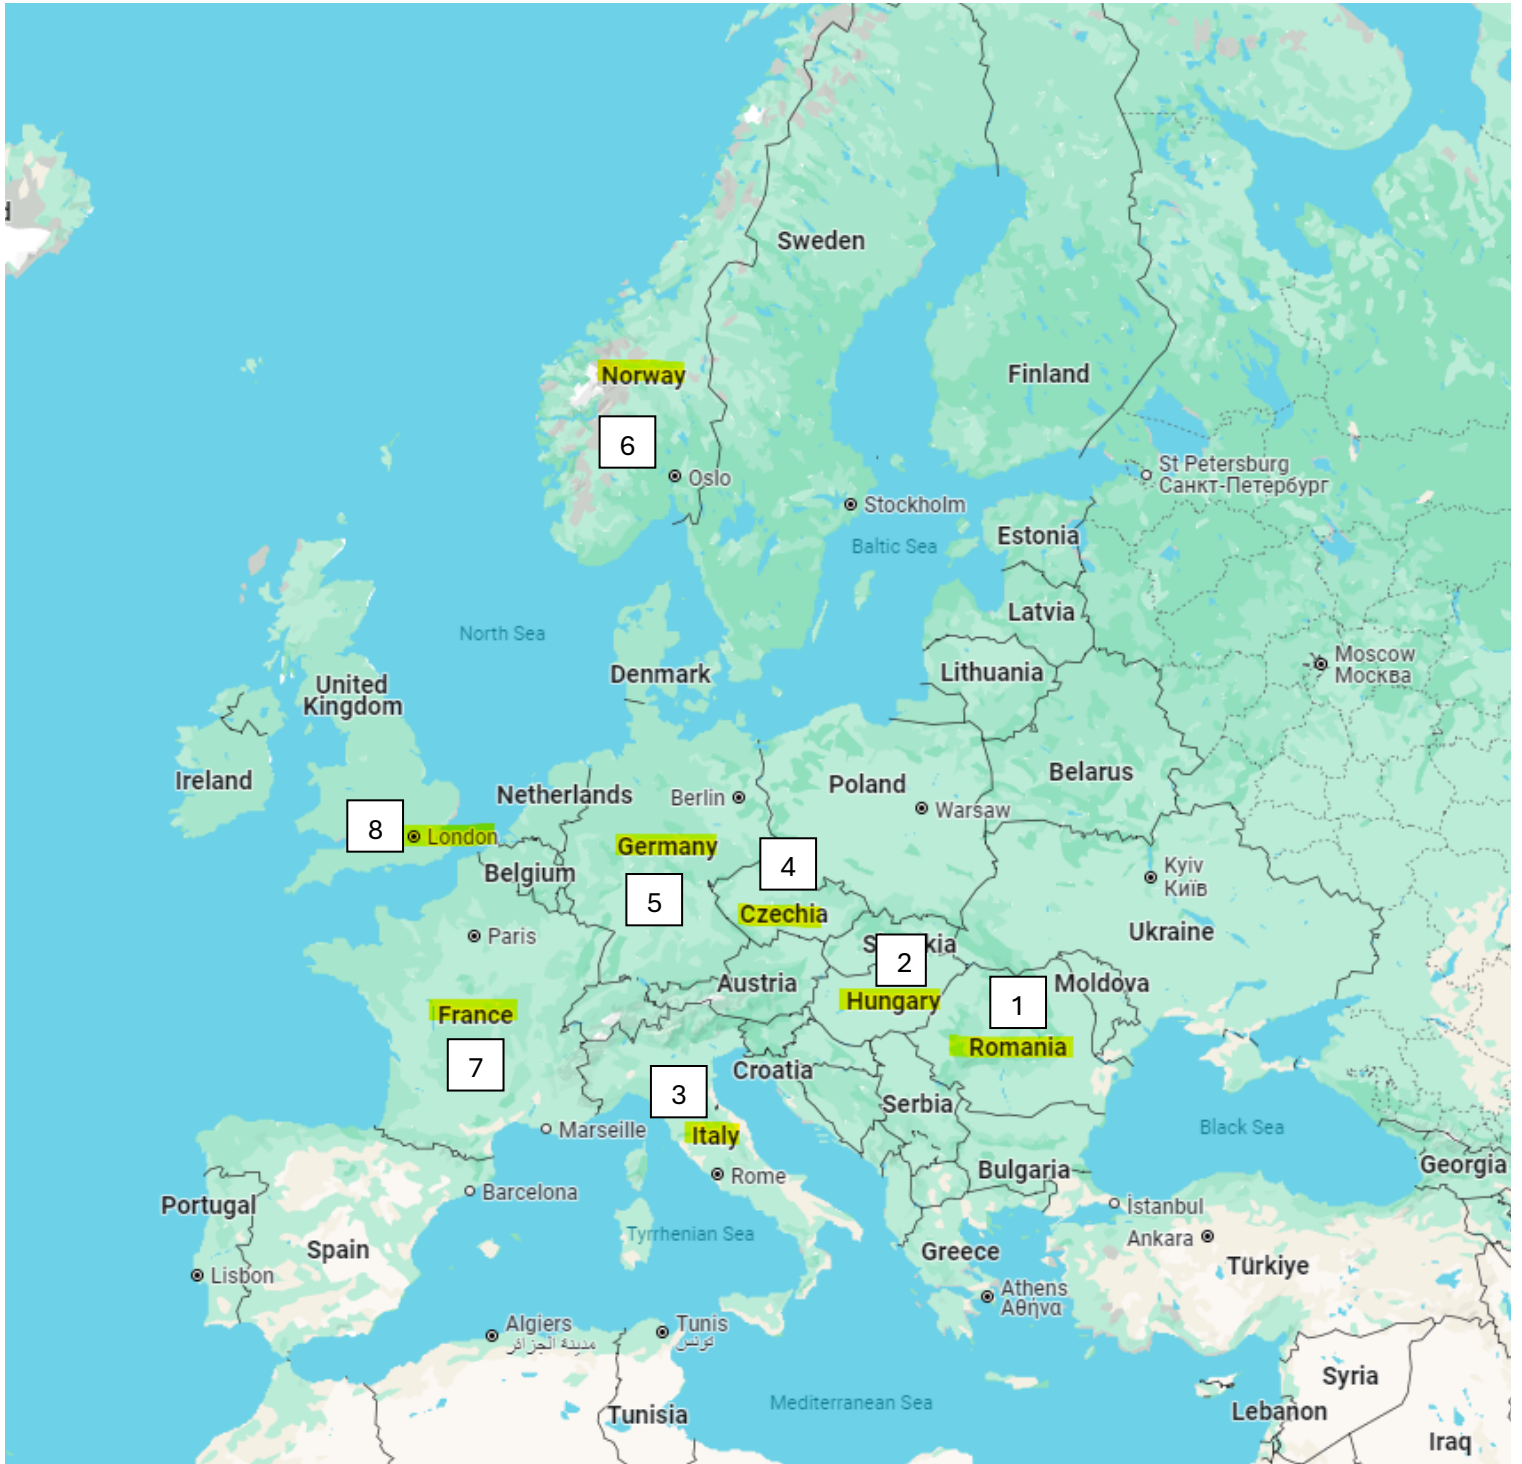 d
Sweden
Norway
Finland
6
Oslo
St Petersburg
Санкт-Петербург
Stockholm
Estonia
Baltic Sea
Latvia
North Sea
Moscow
Москва
Denmark
Lithuania
United
Kingdom
Ireland
Belarus
Netherlands
Berlin
Poland
Warsaw
8
London
Germany
4
Belgium
Kyiv
Київ
5
Czechia
Paris
Ukraine
2
Austria
Moldova
Hungary
1
France
Romania
7
Croatia
3
Serbia
Marseille
Italy
Black Sea
Georgia
Bulgaria
Rome
Barcelona
Portugal
İstanbul
Tyrrhenian Sea
Ankara
Spain
Greece
Türkiye
Lisbon
Athens
Αθήνα
Algiers
مدينة الجزائر
Tunis
تونس
Syria
Mediterranean Sea
Lebanon
Tunisia
Iraq